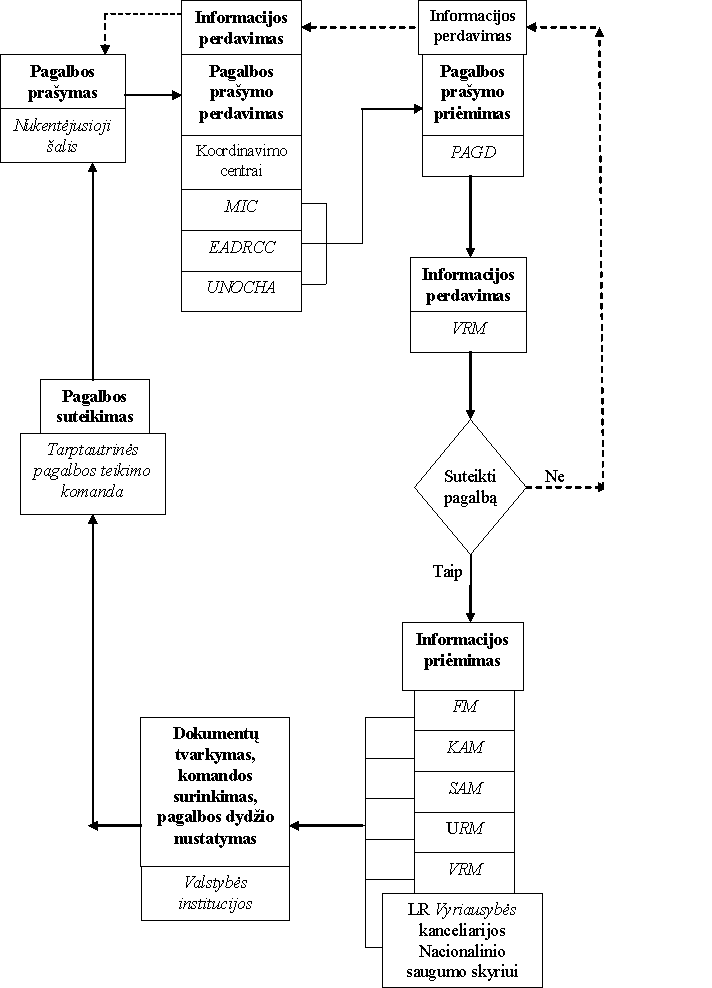 Informacijos
perdavimas
Informacijos
perdavimas
Pagalbos
prašymas
Nukentėjusioji
šalis
Pagalbos
prašymo
perdavimas
Koordinavimo
centrai
MIC
EADRCC
UNOCHA
Pagalbos
prašymo
priėmimas
PAGD
Informacijos
perdavimas
VRM
Suteikti
pagalbą
Ne
Taip
Informacijos
priėmimas
FM
KAM
SAM
URM
VRM
LR Vyriausybės
kanceliarijos
Nacionalinio
saugumo skyriui
Dokumentų
tvarkymas,
komandos
surinkimas,
pagalbos dydžio
nustatymas
Valstybės
institucijos
Pagalbos
suteikimas
Tarptautrinės
pagalbos teikimo
komanda